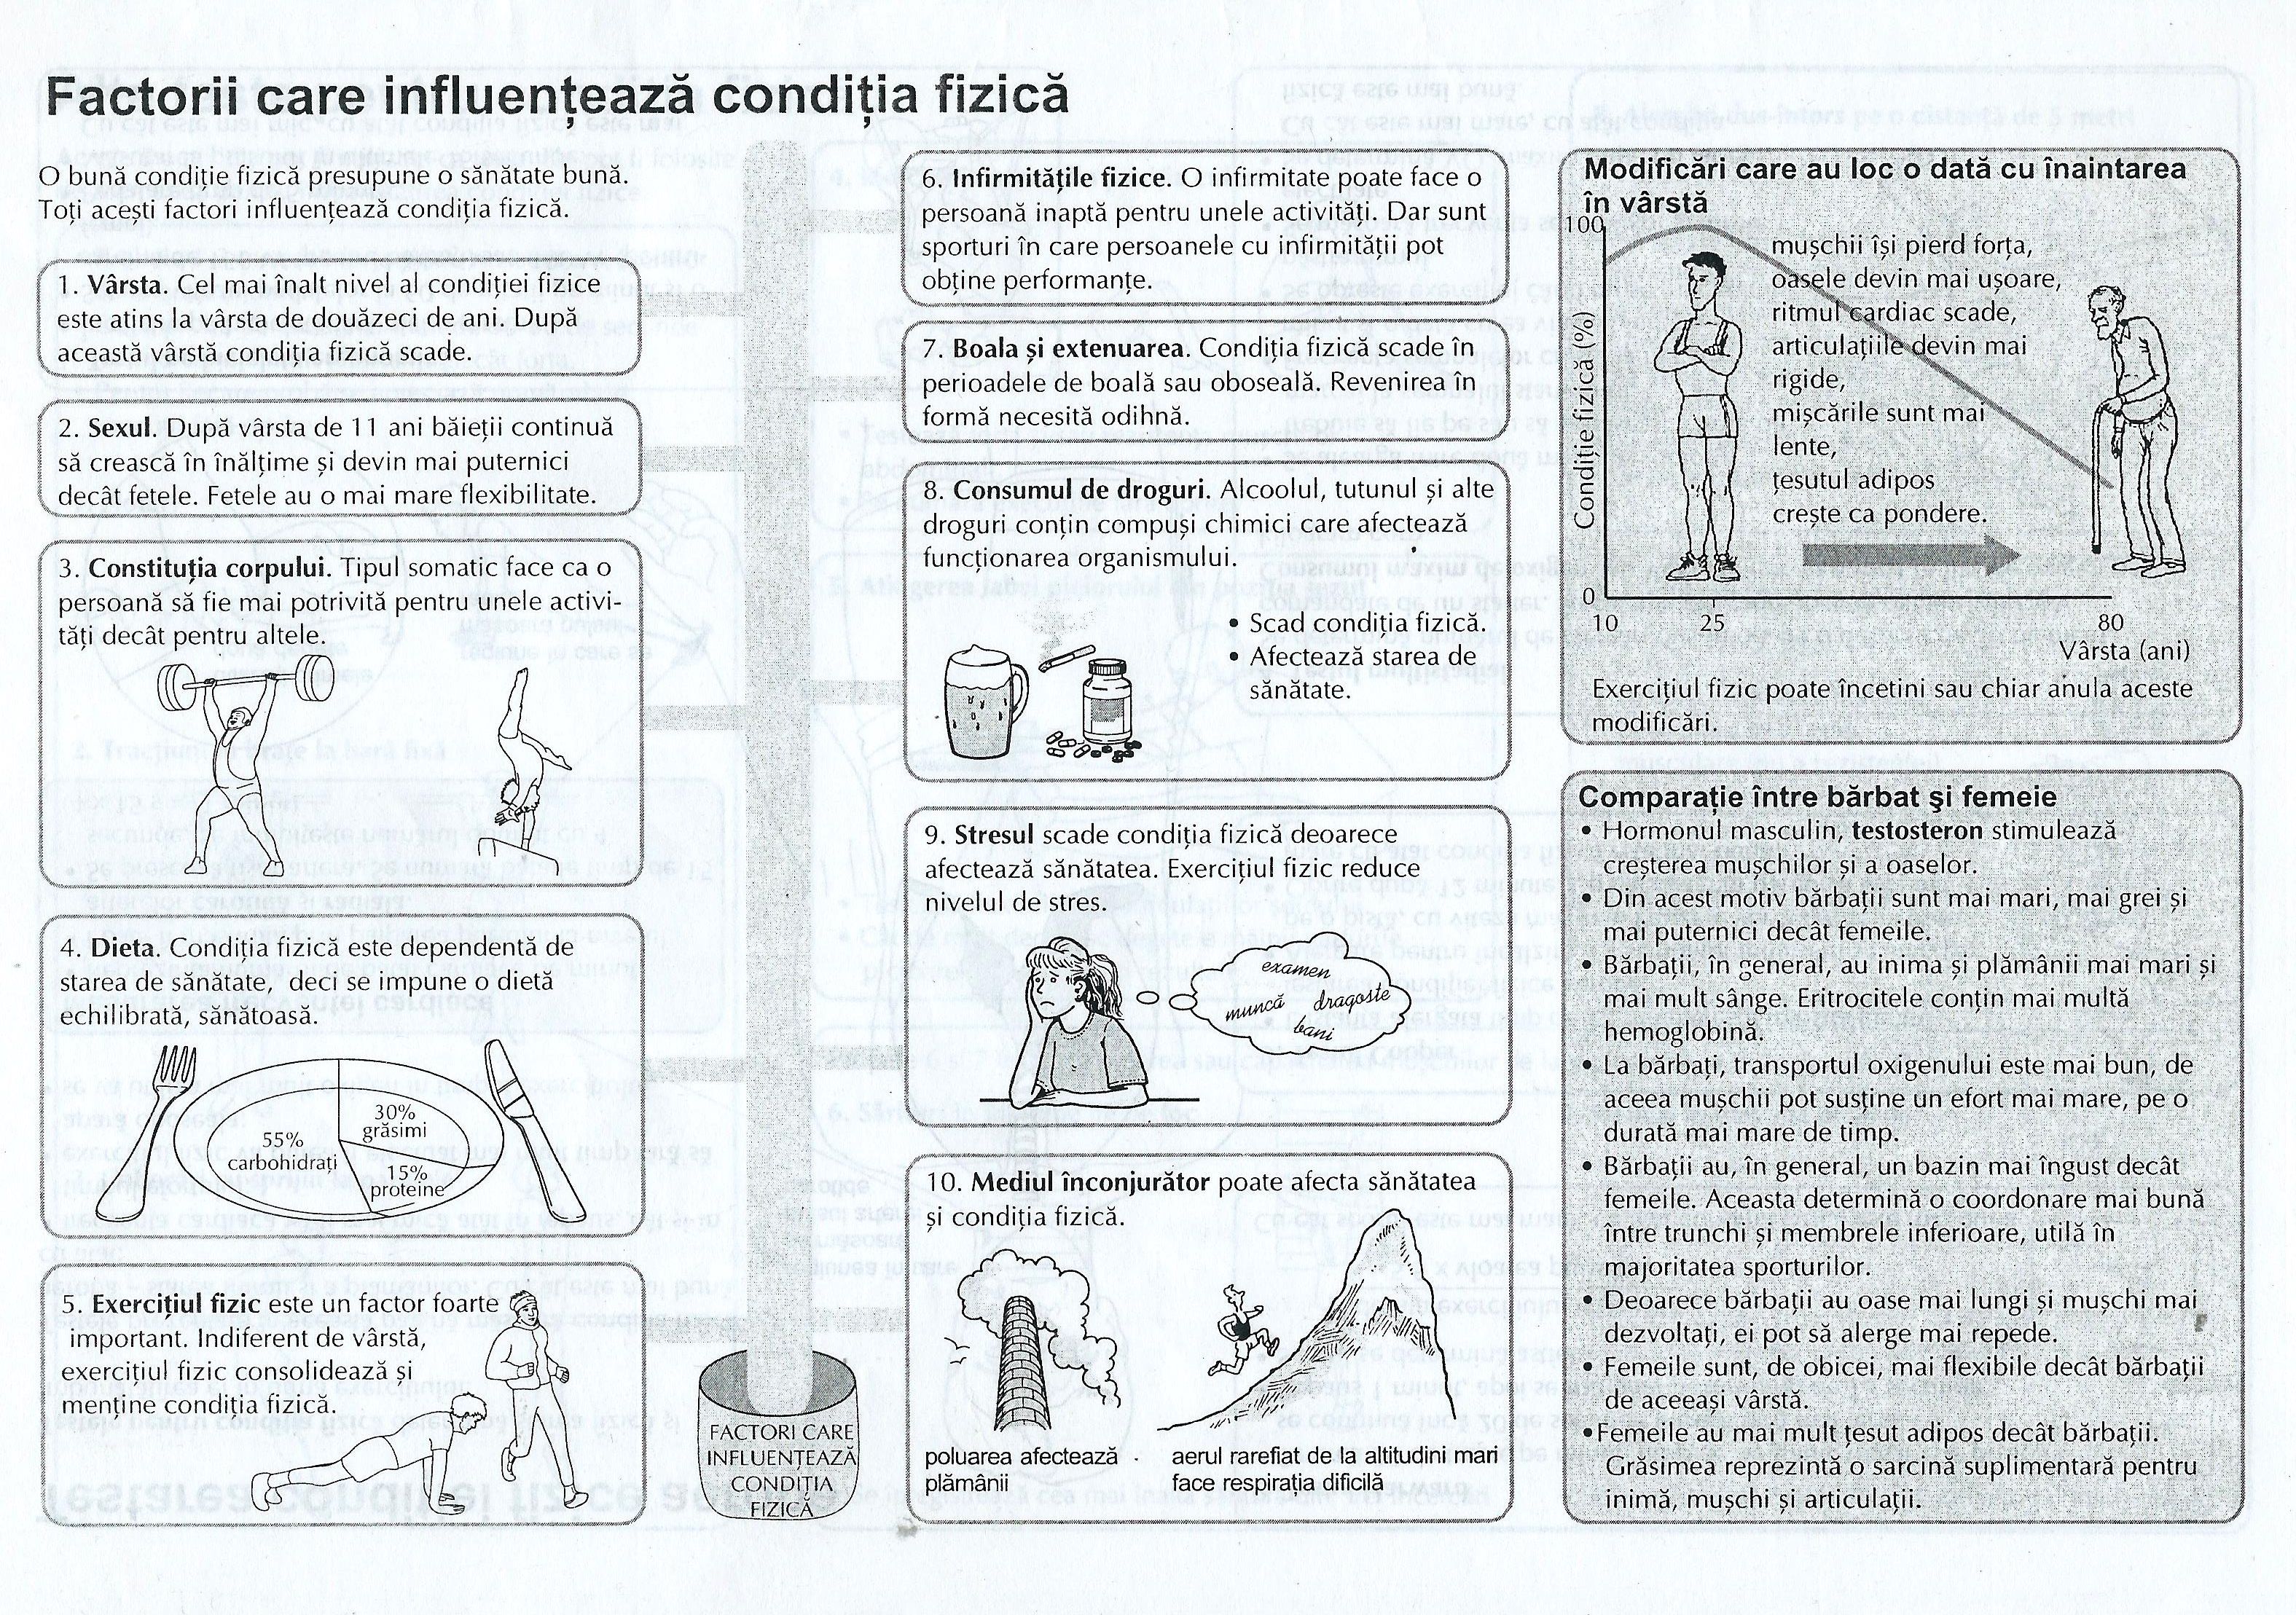 Factorii care influențează condiția fizică
O bună condiție fizică presupune o sănătate bună.
Toți acești factori influențează condiția fizică.
1. Vârsta. Cel mai înalt nivel al condiției fizice
este atins la vârsta de douăzeci de ani. După
această vârstă condiția fizică scade.
2. Sexul. După vârsta de 11 ani băieții continuă
să crească în înălțime și devin mai puternici
decât fetele. Fetele au o mai mare flexibilitate.
3. Constituția corpului. Tipul somatic face ca o
persoană să fie mai potrivită pentru unele activi-
tăți decât pentru altele.
4. Dieta. Condiția fizică este dependentă de
starea de sănătate, deci se impune o dietă
echilibrată, sănătoasă.
55%
carbohidrați
30%
grăsimi
15%
proteine
5. Exercițiul fizic este un factor foarte
important. Indiferent de vârstă,
exercițiul fizic consolidează și
menține condiția fizică.
FACTORI CARE
INFLUENȚEAZĂ
CONDIȚIA
FIZICĂ
6. Infirmitățile fizice. O infirmitate poate face o
persoană inaptă pentru unele activități. Dar sunt
sporturi în care persoanele cu infirmității pot
obține performanțe.
7. Boala și extenuarea. Condiția fizică scade în
perioadele de boală sau oboseală. Revenirea în
formă necesită odihnă.
8. Consumul de droguri. Alcoolul, tutunul și alte
droguri conțin compuși chimici care afectează
funcționarea organismului.
• Scad condiția fizică.
• Afectează starea de
sănătate.
9. Stresul scade condiția fizică deoarece
afectează sănătatea. Exercițiul fizic reduce
nivelul de stres.
examen
muncă dragoste
bani
10. Mediul înconjurător poate afecta sănătatea
și condiția fizică.
poluarea afectează
plămânii
aerul rarefiat de la altitudini mari
face respirația dificilă
Modificări care au loc o dată cu înaintarea
în vârstă
100
Condiție fizică (%)
0
10
25
80
Vârsta (ani)
mușchii își pierd forța,
oasele devin mai ușoare,
ritmul cardiac scade,
articulațiile devin mai
rigide,
mișcările sunt mai
lente,
țesutul adipos
crește ca pondere.
Exercițiul fizic poate încetini sau chiar anula aceste
modificări.
Comparație între bărbat şi femeie
• Hormonul masculin, testosteron stimulează
creșterea mușchilor și a oaselor.
• Din acest motiv bărbații sunt mai mari, mai grei și
mai puternici decât femeile.
• Bărbații, în general, au inima și plămânii mai mari și
mai mult sânge. Eritrocitele conțin mai multă
hemoglobină.
• La bărbați, transportul oxigenului este mai bun, de
aceea mușchii pot susține un efort mai mare, pe o
durată mai mare de timp.
• Bărbații au, în general, un bazin mai îngust decât
femeile. Aceasta determină o coordonare mai bună
între trunchi și membrele inferioare, utilă în
majoritatea sporturilor.
• Deoarece bărbații au oase mai lungi și mușchi mai
dezvoltați, ei pot să alerge mai repede.
• Femeile sunt, de obicei, mai flexibile decât bărbații
de aceeași vârstă.
• Femeile au mai mult țesut adipos decât bărbații.
Grăsimea reprezintă o sarcină suplimentară pentru
inimă, mușchi și articulații.